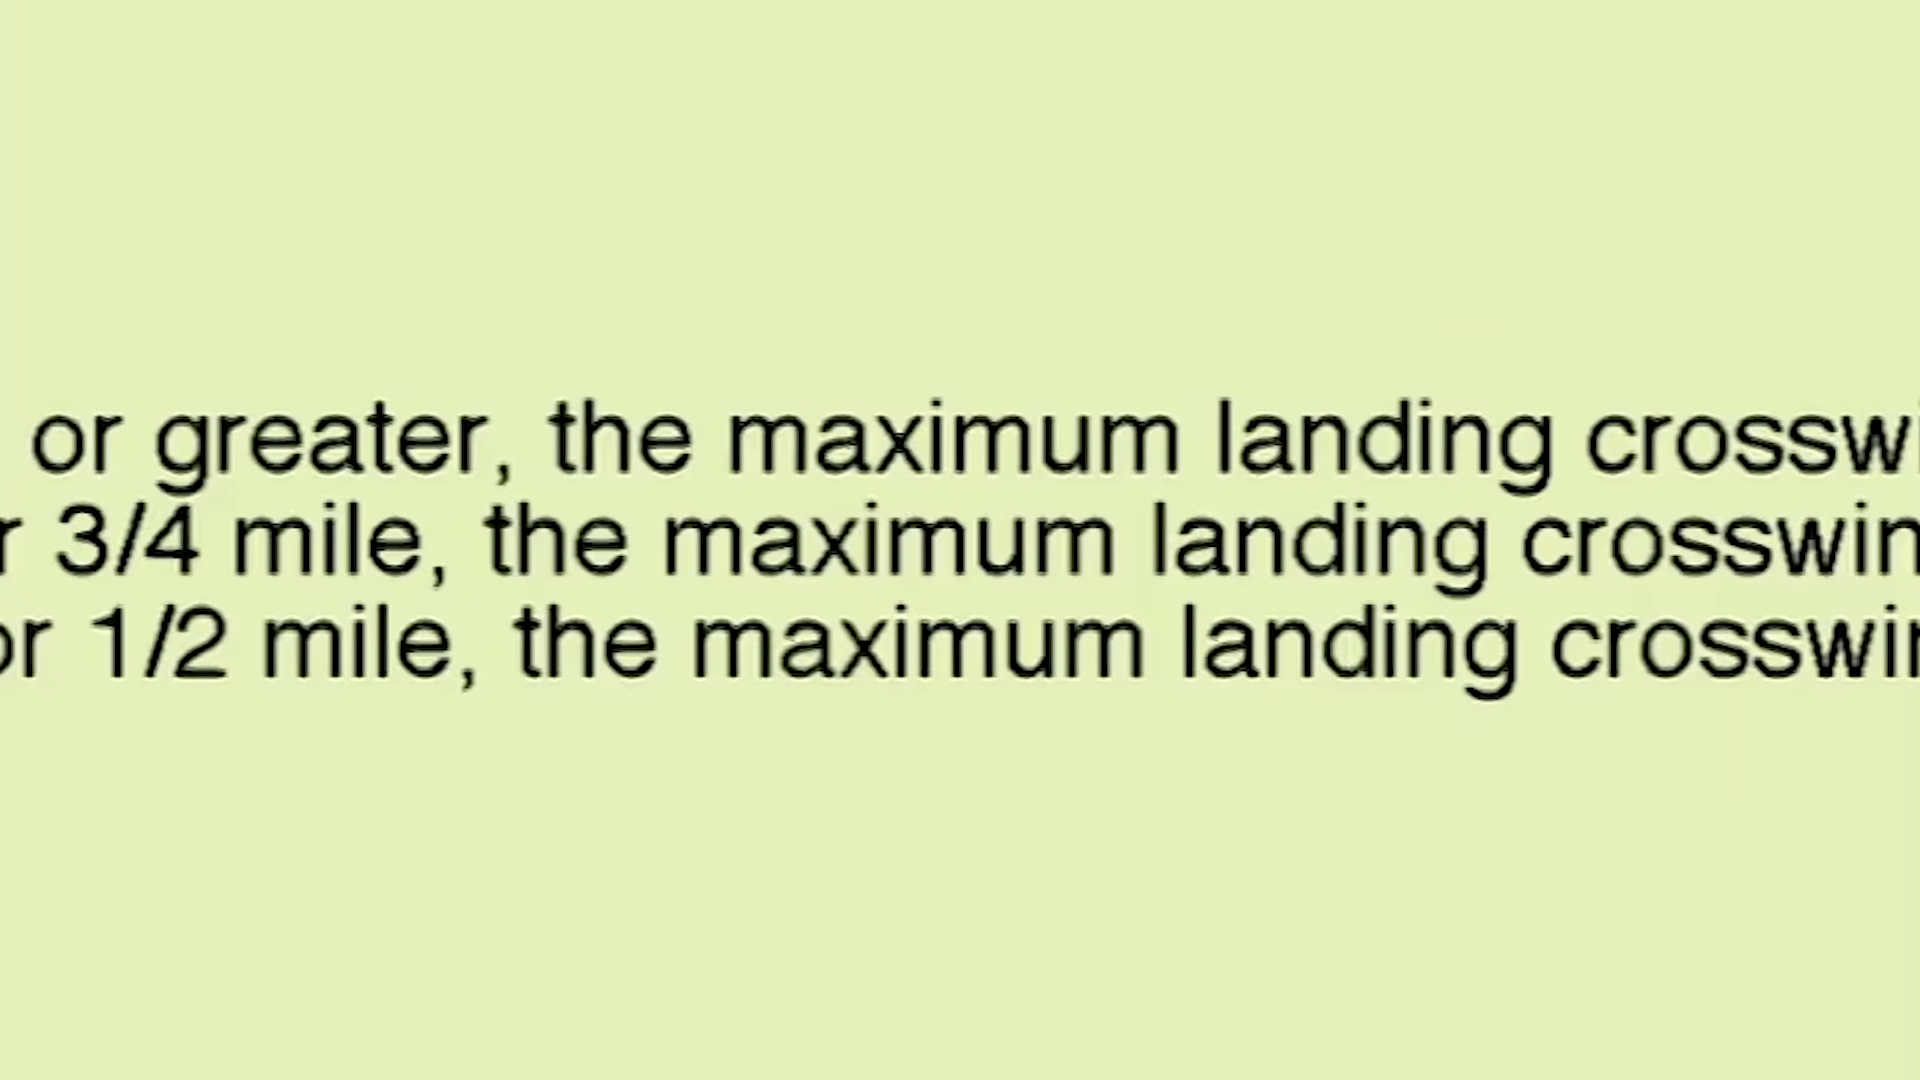 or greater, the maximum landing crosswi
r 3/4 mile, the maximum landing crosswin
or 1/2 mile, the maximum landing crosswin